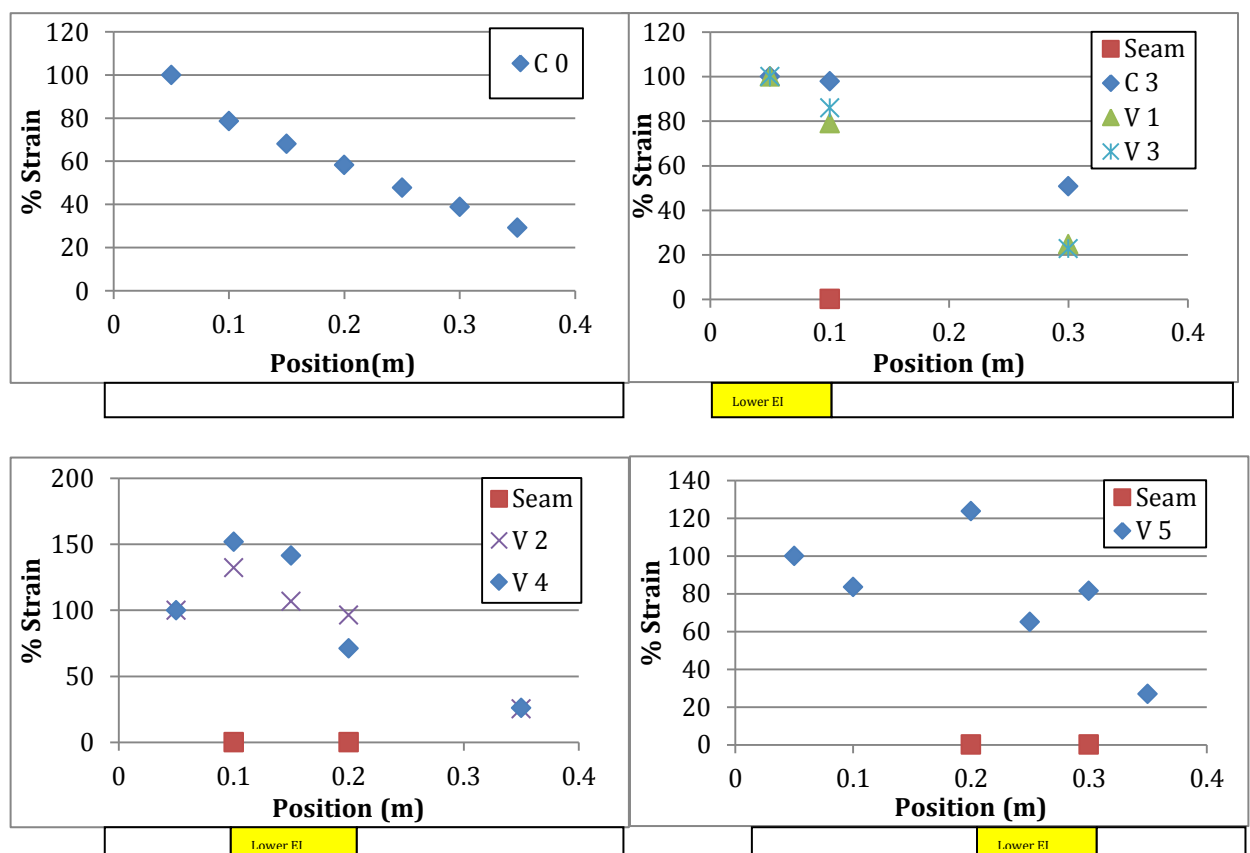 120
100
80
60
40
20
0
% Strain
0 0.1 0.2 0.3 0.4
Position(m)
C 0
120
100
80
60
40
20
0
% Strain
0 0.1 0.2 0.3 0.4
Position (m)
Seam
C 3
V 1
V 3
Lower EI
200
150
100
50
0
% Strain
0 0.1 0.2 0.3 0.4
Position (m)
Seam
V 2
V 4
Lower EI
140
120
100
80
60
40
20
0
% Strain
0 0.1 0.2 0.3 0.4
Position (m)
Seam
V 5
Lower EI